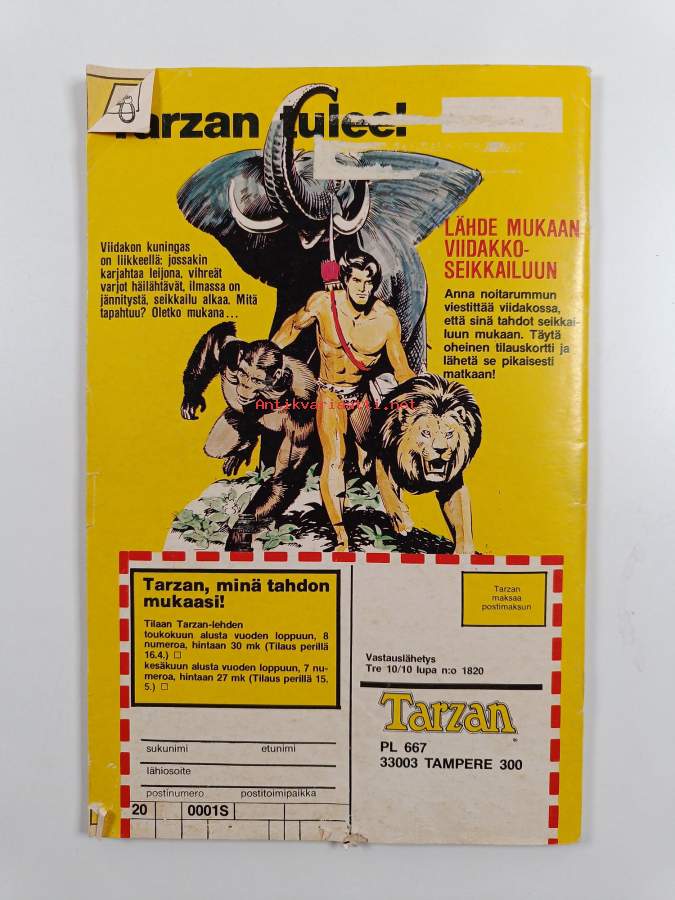 Tarzan tulee!
Viidakon kuningas
on liikkeellä: jossakin
karjahtaa leijona, vihreät
varjot häilähtävät, ilmassa on
jännitystä, seikkailu alkaa. Mitä
tapahtuu? Oletko mukana...
LÄHDE MUKAAN
VIIDAKKO-
SEIKKAILUUN
Anna noitarummun
viestittää viidakossa,
että sinä tahdot seikkai-
luun mukaan. Täytä
oheinen tilauskortti ja
lähetä se pikaisesti
matkaan!
Antikvariaatti.net
Tarzan, minä tahdon
mukaasi!
Tilaan Tarzan-lehden
toukokuun alusta vuoden loppuun, 8
numeroa, hintaan 30 mk (Tilaus perillä
16.4.) □
kesäkuun alusta vuoden loppuun, 7 nu-
meroa, hintaan 27 mk (Tilaus perillä 15.
5.) □
sukunimi etunimi
lähiosoite
postinumero postitoimipaikka
20 0001S
Tarzan
maksaa
postimaksun
Vastauslähetys
Tre 10/10 lupa n:o 1820
Tarzan
PL 667
33003 TAMPERE 300